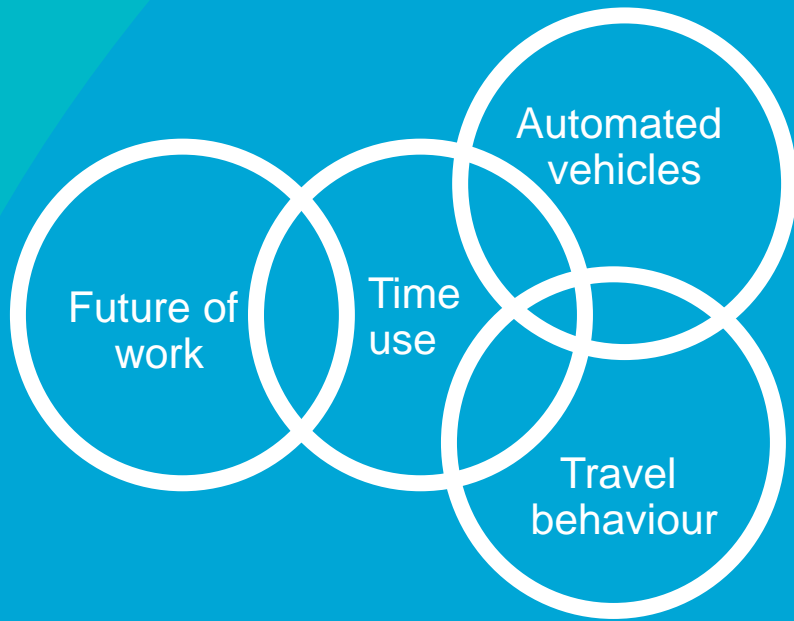 Automated
vehicles
Future of
work
Time
use
Travel
behaviour